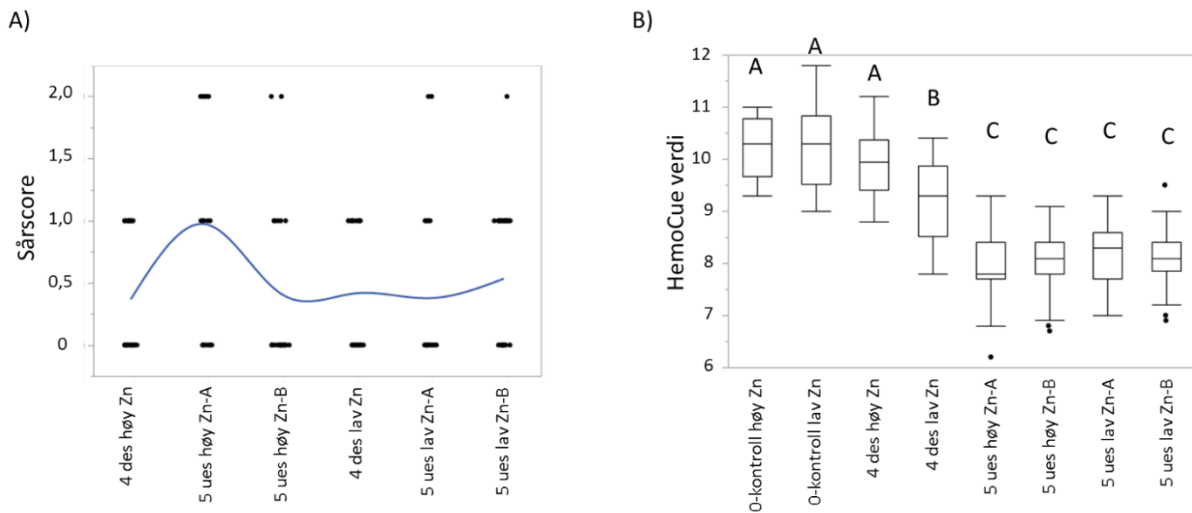 A)
Sårscore
2,0
1,5
1,0
0,5
0
4 des høy Zn
5 ues høy Zn-A
5 ues høy Zn-B
4 des lav Zn
5 ues lav Zn-A
5 ues lav Zn-B
B)
HemoCue verdi
12
11
10
9
8
7
6
A
A
A
B
C
C
C
C
0-kontroll høy Zn
0-kontroll lav Zn
4 des høy Zn
4 des lav Zn
5 ues høy Zn-A
5 ues høy Zn-B
5 ues lav Zn-A
5 ues lav Zn-B